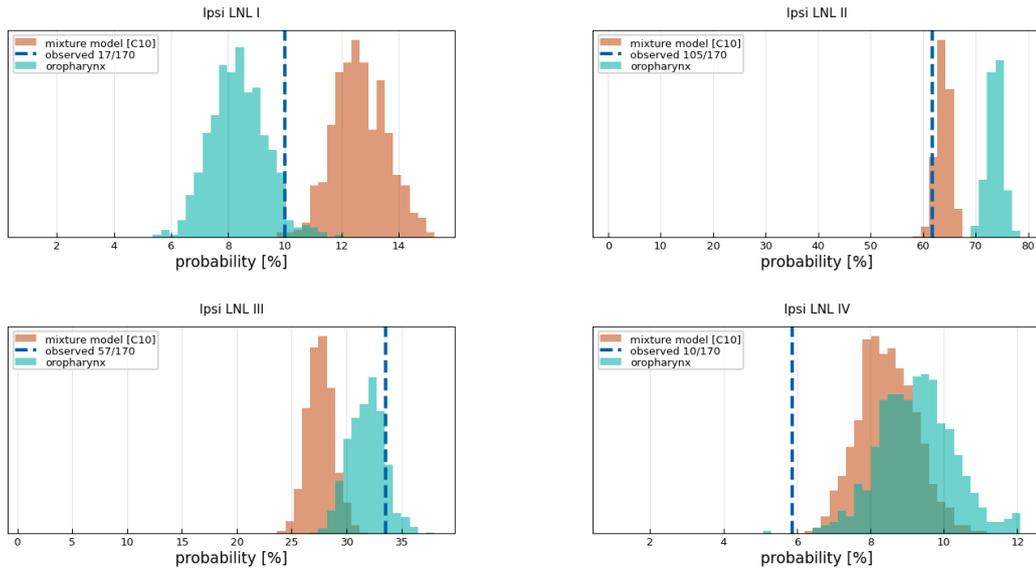 Ipsi LNL I
mixture model [C10]
observed 17/170
oropharynx
2 4 6 8 10 12 14
probability [%]
Ipsi LNL II
mixture model [C10]
observed 105/170
oropharynx
0 10 20 30 40 50 60 70 80
probability [%]
Ipsi LNL III
mixture model [C10]
observed 57/170
oropharynx
0 5 10 15 20 25 30 35
probability [%]
Ipsi LNL IV
mixture model [C10]
observed 10/170
oropharynx
2 4 6 8 10 12
probability [%]